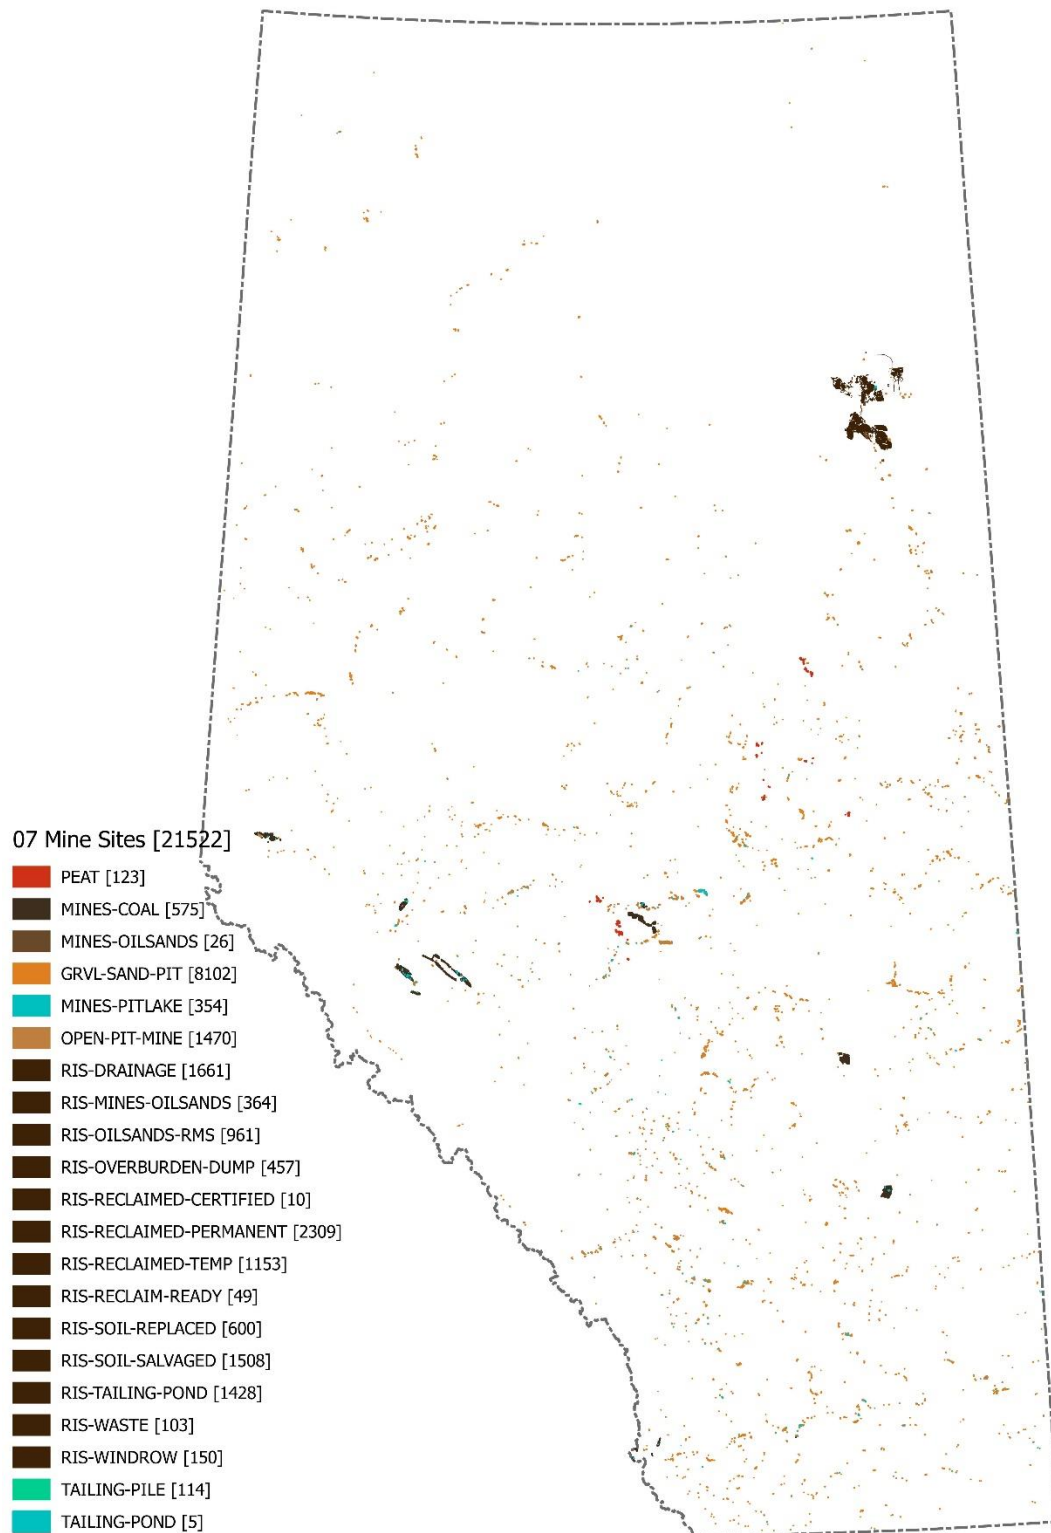 07 Mine Sites [21522]
PEAT [123]
MINES-COAL [575]
MINES-OILSANDS [26]
GRVL-SAND-PIT [8102]
MINES-PITLAKE [354]
OPEN-PIT-MINE [1470]
RIS-DRAINAGE [1661]
RIS-MINES-OILSANDS [364]
RIS-OILSANDS-RMS [961]
RIS-OVERBURDEN-DUMP [457]
RIS-RECLAIMED-CERTIFIED [10]
RIS-RECLAIMED-PERMANENT [2309]
RIS-RECLAIMED-TEMP [1153]
RIS-RECLAIM-READY [49]
RIS-SOIL-REPLACED [600]
RIS-SOIL-SALVAGED [1508]
RIS-TAILING-POND [1428]
RIS-WASTE [103]
RIS-WINDROW [150]
TAILING-PILE [114]
TAILING-POND [5]